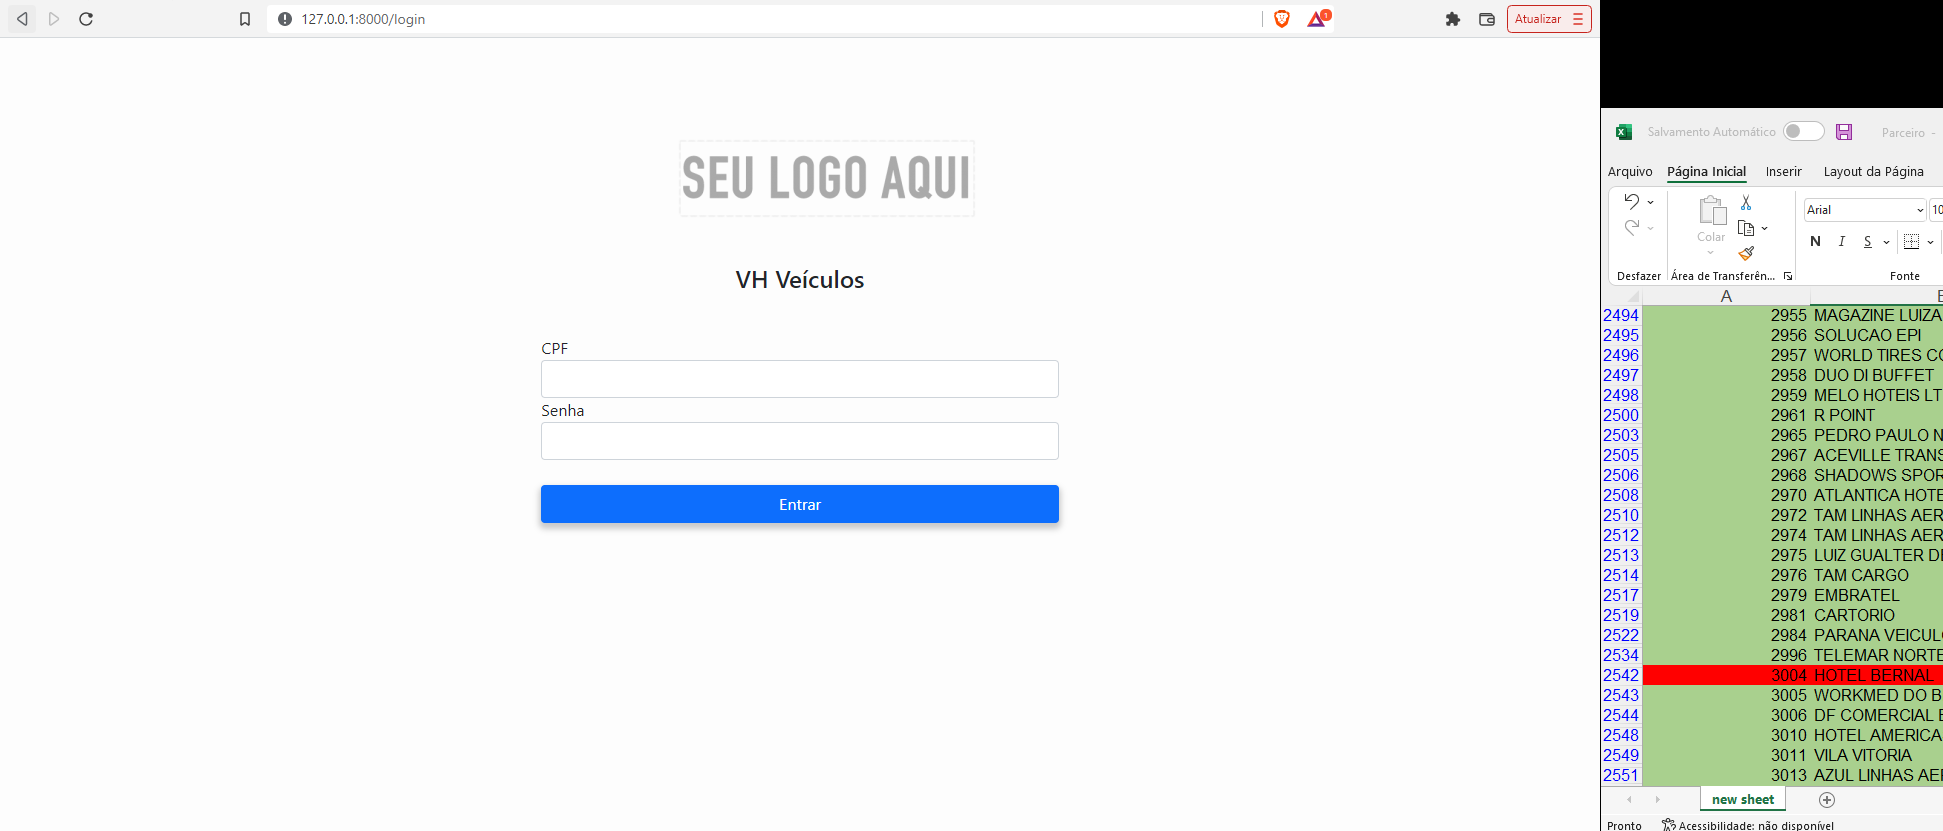 127.0.0.1:8000/login
1
Atualizar
SEU LOGO AQUI
VH Veículos
CPF
Senha
Entrar
Salvamento Automático
Parceiro -
Arquivo Página Inicial Inserir Layout da Página
Colar
Arial
10
N I S
Desfazer Área de Transferên... Fonte
A
2494 2955 MAGAZINE LUIZA
2495 2956 SOLUCAO EPI
2496 2957 WORLD TIRES CO
2497 2958 DUO DI BUFFET
2498 2959 MELO HOTEIS LT
2500 2961 R POINT
2503 2965 PEDRO PAULO N
2505 2967 ACEVILLE TRANS
2506 2968 SHADOWS SPOR
2508 2970 ATLANTICA HOTE
2510 2972 TAM LINHAS AER
2512 2974 TAM LINHAS AER
2513 2975 LUIZ GUALTER DE
2514 2976 TAM CARGO
2517 2979 EMBRATEL
2519 2981 CARTORIO
2522 2984 PARANA VEICULO
2534 2996 TELEMAR NORTE
2542 3004 HOTEL BERNAL
2543 3005 WORKMED DO B
2544 3006 DF COMERCIAL E
2548 3010 HOTEL AMERICA
2549 3011 VILA VITORIA
2551 3013 AZUL LINHAS AER
new sheet
Pronto Acessibilidade: não disponível